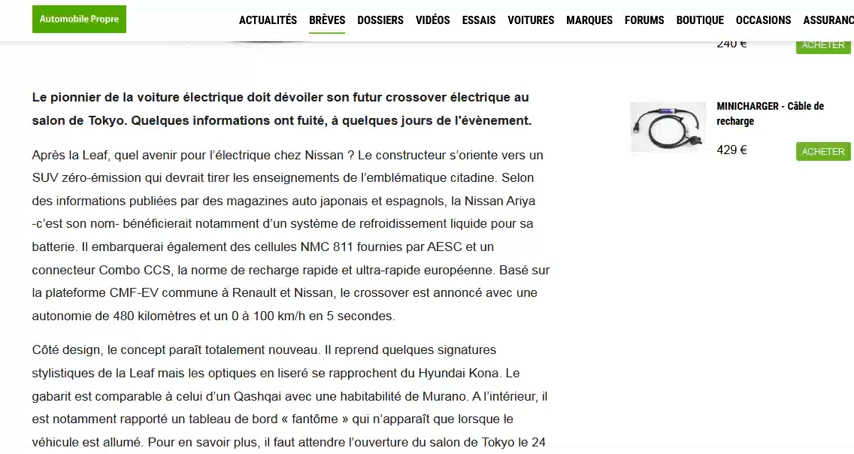 Automobile Propre
ACTUALITÉS BRÈVES DOSSIERS VIDÉOS ESSAIS VOITURES MARQUES FORUMS BOUTIQUE OCCASIONS ASSURANC
240 €
ACHETER
Le pionnier de la voiture électrique doit dévoiler son futur crossover électrique au
salon de Tokyo. Quelques informations ont fuité, à quelques jours de l'évènement.
Après la Leaf, quel avenir pour l’électrique chez Nissan ? Le constructeur s’oriente vers un
SUV zéro-émission qui devrait tirer les enseignements de l’emblématique citadine. Selon
des informations publiées par des magazines auto japonais et espagnols, la Nissan Ariya
-c’est son nom- bénéficierait notamment d’un système de refroidissement liquide pour sa
batterie. Il embarquerai également des cellules NMC 811 fournies par AESC et un
connecteur Combo CCS, la norme de recharge rapide et ultra-rapide européenne. Basé sur
la plateforme CMF-EV commune à Renault et Nissan, le crossover est annoncé avec une
autonomie de 480 kilomètres et un 0 à 100 km/h en 5 secondes.
Côté design, le concept paraît totalement nouveau. Il reprend quelques signatures
stylistiques de la Leaf mais les optiques en liseré se rapprochent du Hyundai Kona. Le
gabarit est comparable à celui d’un Qashqai avec une habitabilité de Murano. A l’intérieur, il
est notamment rapporté un tableau de bord « fantôme » qui n’apparaît que lorsque le
véhicule est allumé. Pour en savoir plus, il faut attendre l’ouverture du salon de Tokyo le 24
MINICHARGER - Câble de
recharge
429 €
ACHETER